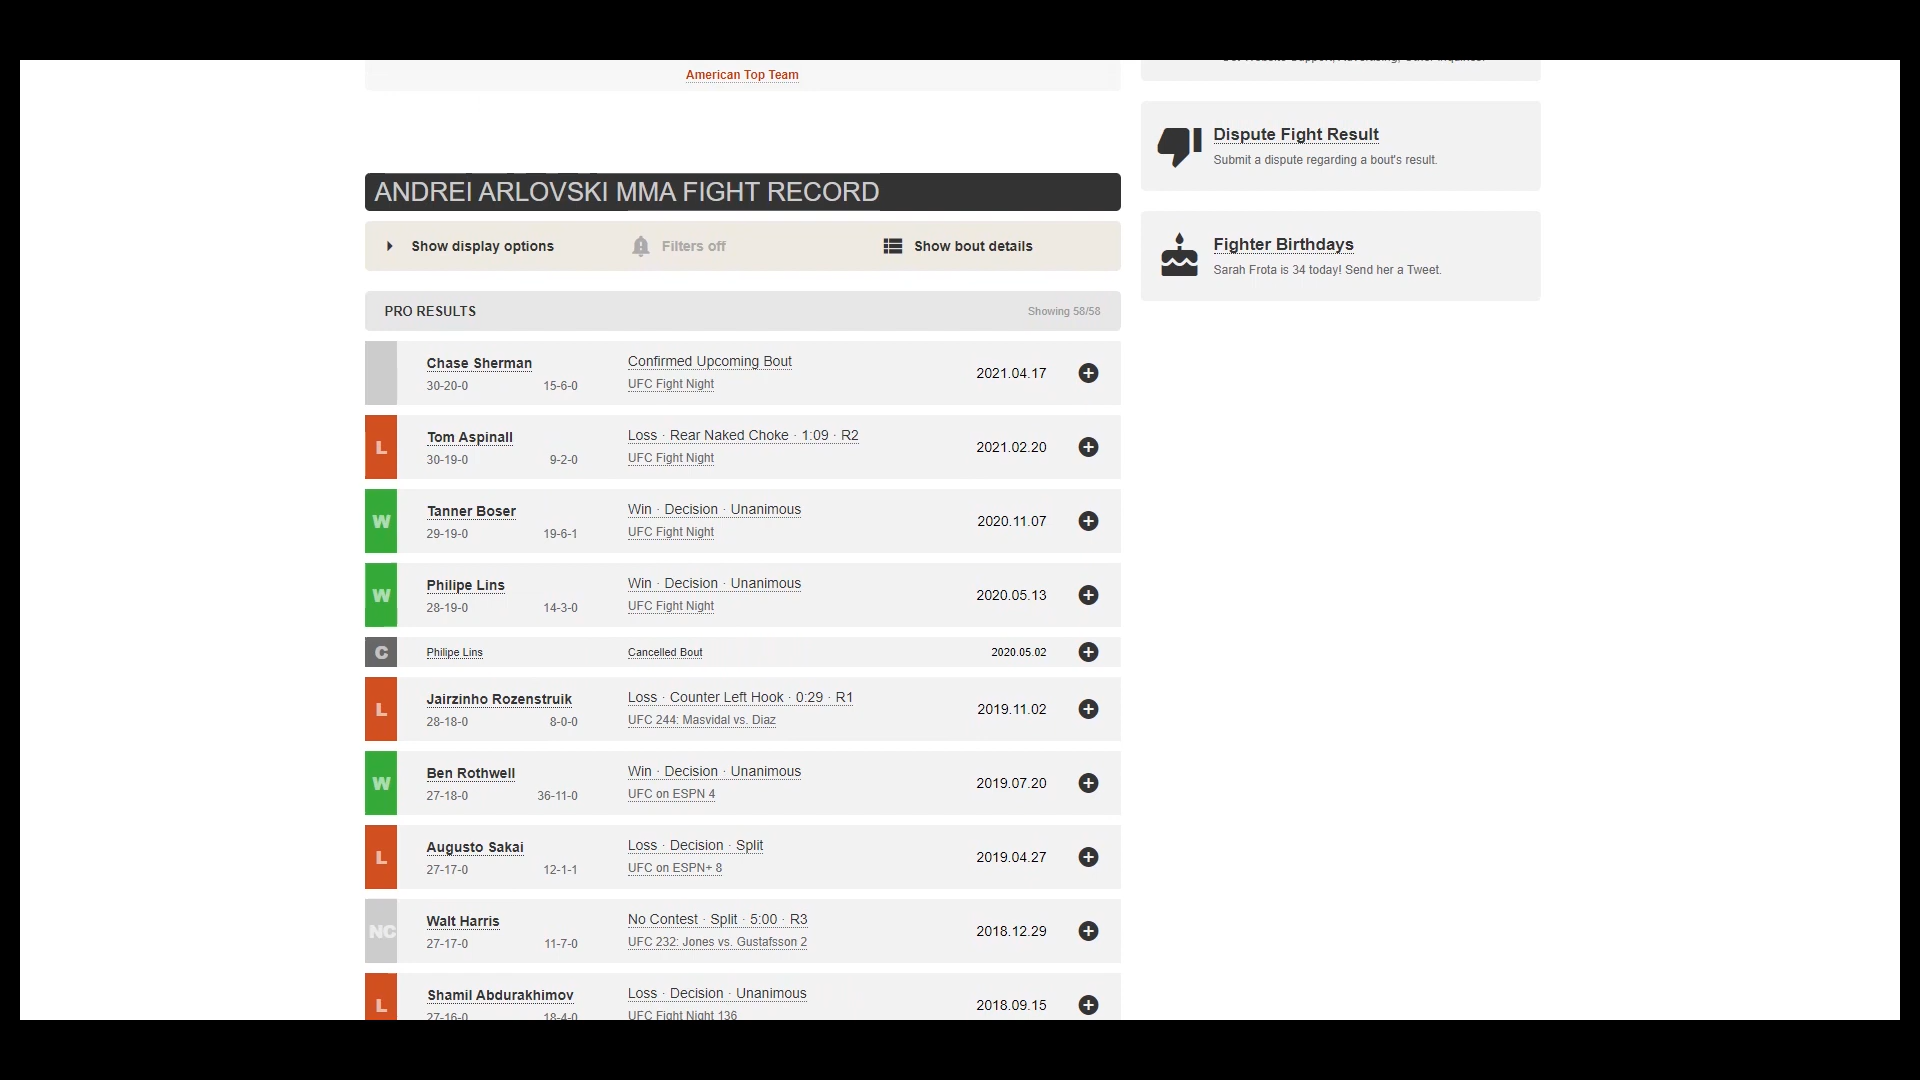 American Top Team
Dispute Fight Result
Submit a dispute regarding a bout's result.
Fighter Birthdays
Sarah Frota is 34 today! Send her a Tweet.
ANDREI ARLOVSKI MMA FIGHT RECORD
Show display options Filters off Show bout details
PRO RESULTS Showing 58/58
Chase Sherman Confirmed Upcoming Bout 2021.04.17
30-20-0 15-6-0 UFC Fight Night
L Tom Aspinall Loss · Rear Naked Choke · 1:09 · R2 2021.02.20
30-19-0 9-2-0 UFC Fight Night
W Tanner Boser Win · Decision · Unanimous 2020.11.07
29-19-0 19-6-1 UFC Fight Night
W Philipe Lins Win · Decision · Unanimous 2020.05.13
28-19-0 14-3-0 UFC Fight Night
C Philipe Lins Cancelled Bout 2020.05.02
L Jairzinho Rozenstruik Loss · Counter Left Hook · 0:29 · R1 2019.11.02
28-18-0 8-0-0 UFC 244: Masvidal vs. Diaz
W Ben Rothwell Win · Decision · Unanimous 2019.07.20
27-18-0 36-11-0 UFC on ESPN 4
L Augusto Sakai Loss · Decision · Split 2019.04.27
27-17-0 12-1-1 UFC on ESPN+ 8
NC Walt Harris No Contest · Split · 5:00 · R3 2018.12.29
27-17-0 11-7-0 UFC 232: Jones vs. Gustafsson 2
L Shamil Abdurakhimov Loss · Decision · Unanimous 2018.09.15
27-16-0 18-4-0 UFC Fight Night 136